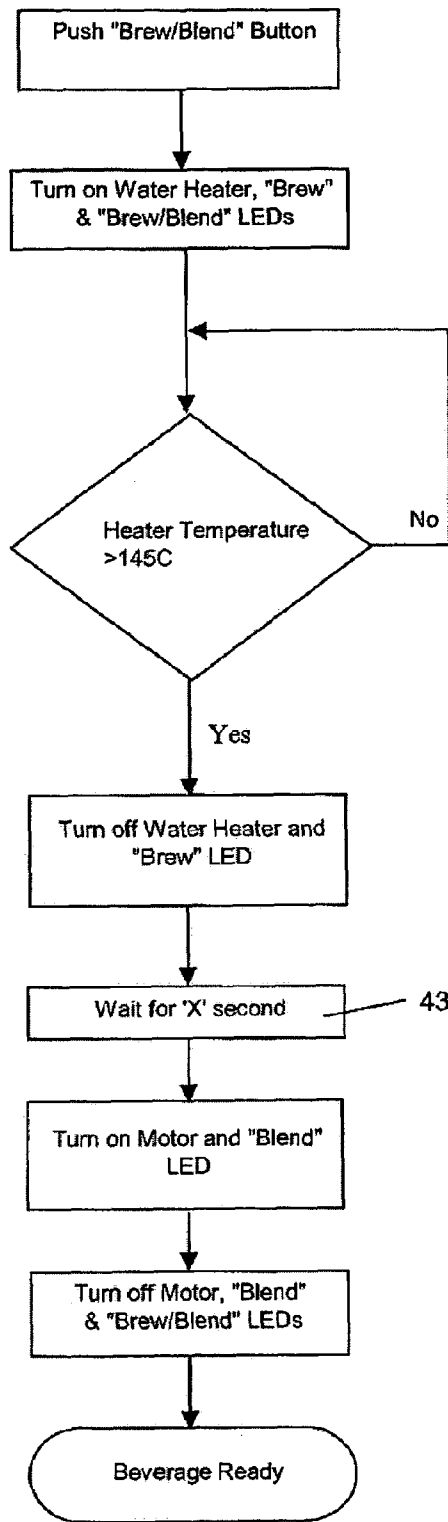 Push "Brew/Blend" Button
Turn on Water Heater, "Brew"
& "Brew/Blend" LEDs
Heater Temperature
>145C
No
Yes
Turn off Water Heater and
"Brew" LED
Wait for 'X' second
43
Turn on Motor and "Blend"
LED
Turn off Motor, "Blend"
& "Brew/Blend" LEDs
Beverage Ready